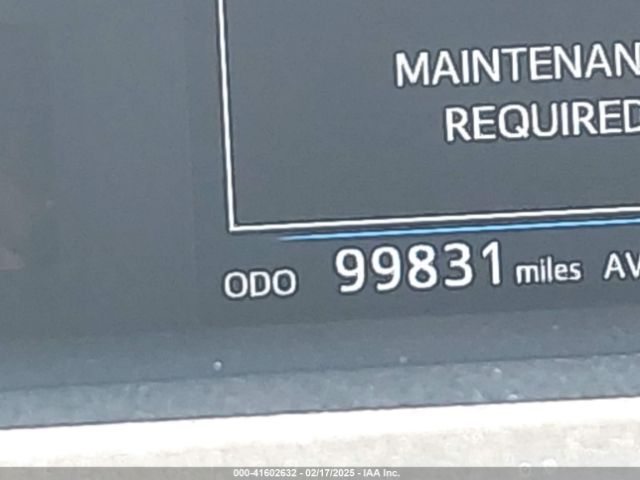 MAINTENAN
REQUIRED
ODO 99831 miles AV
000-41602632 - 02/17/2025 - IAA Inc.